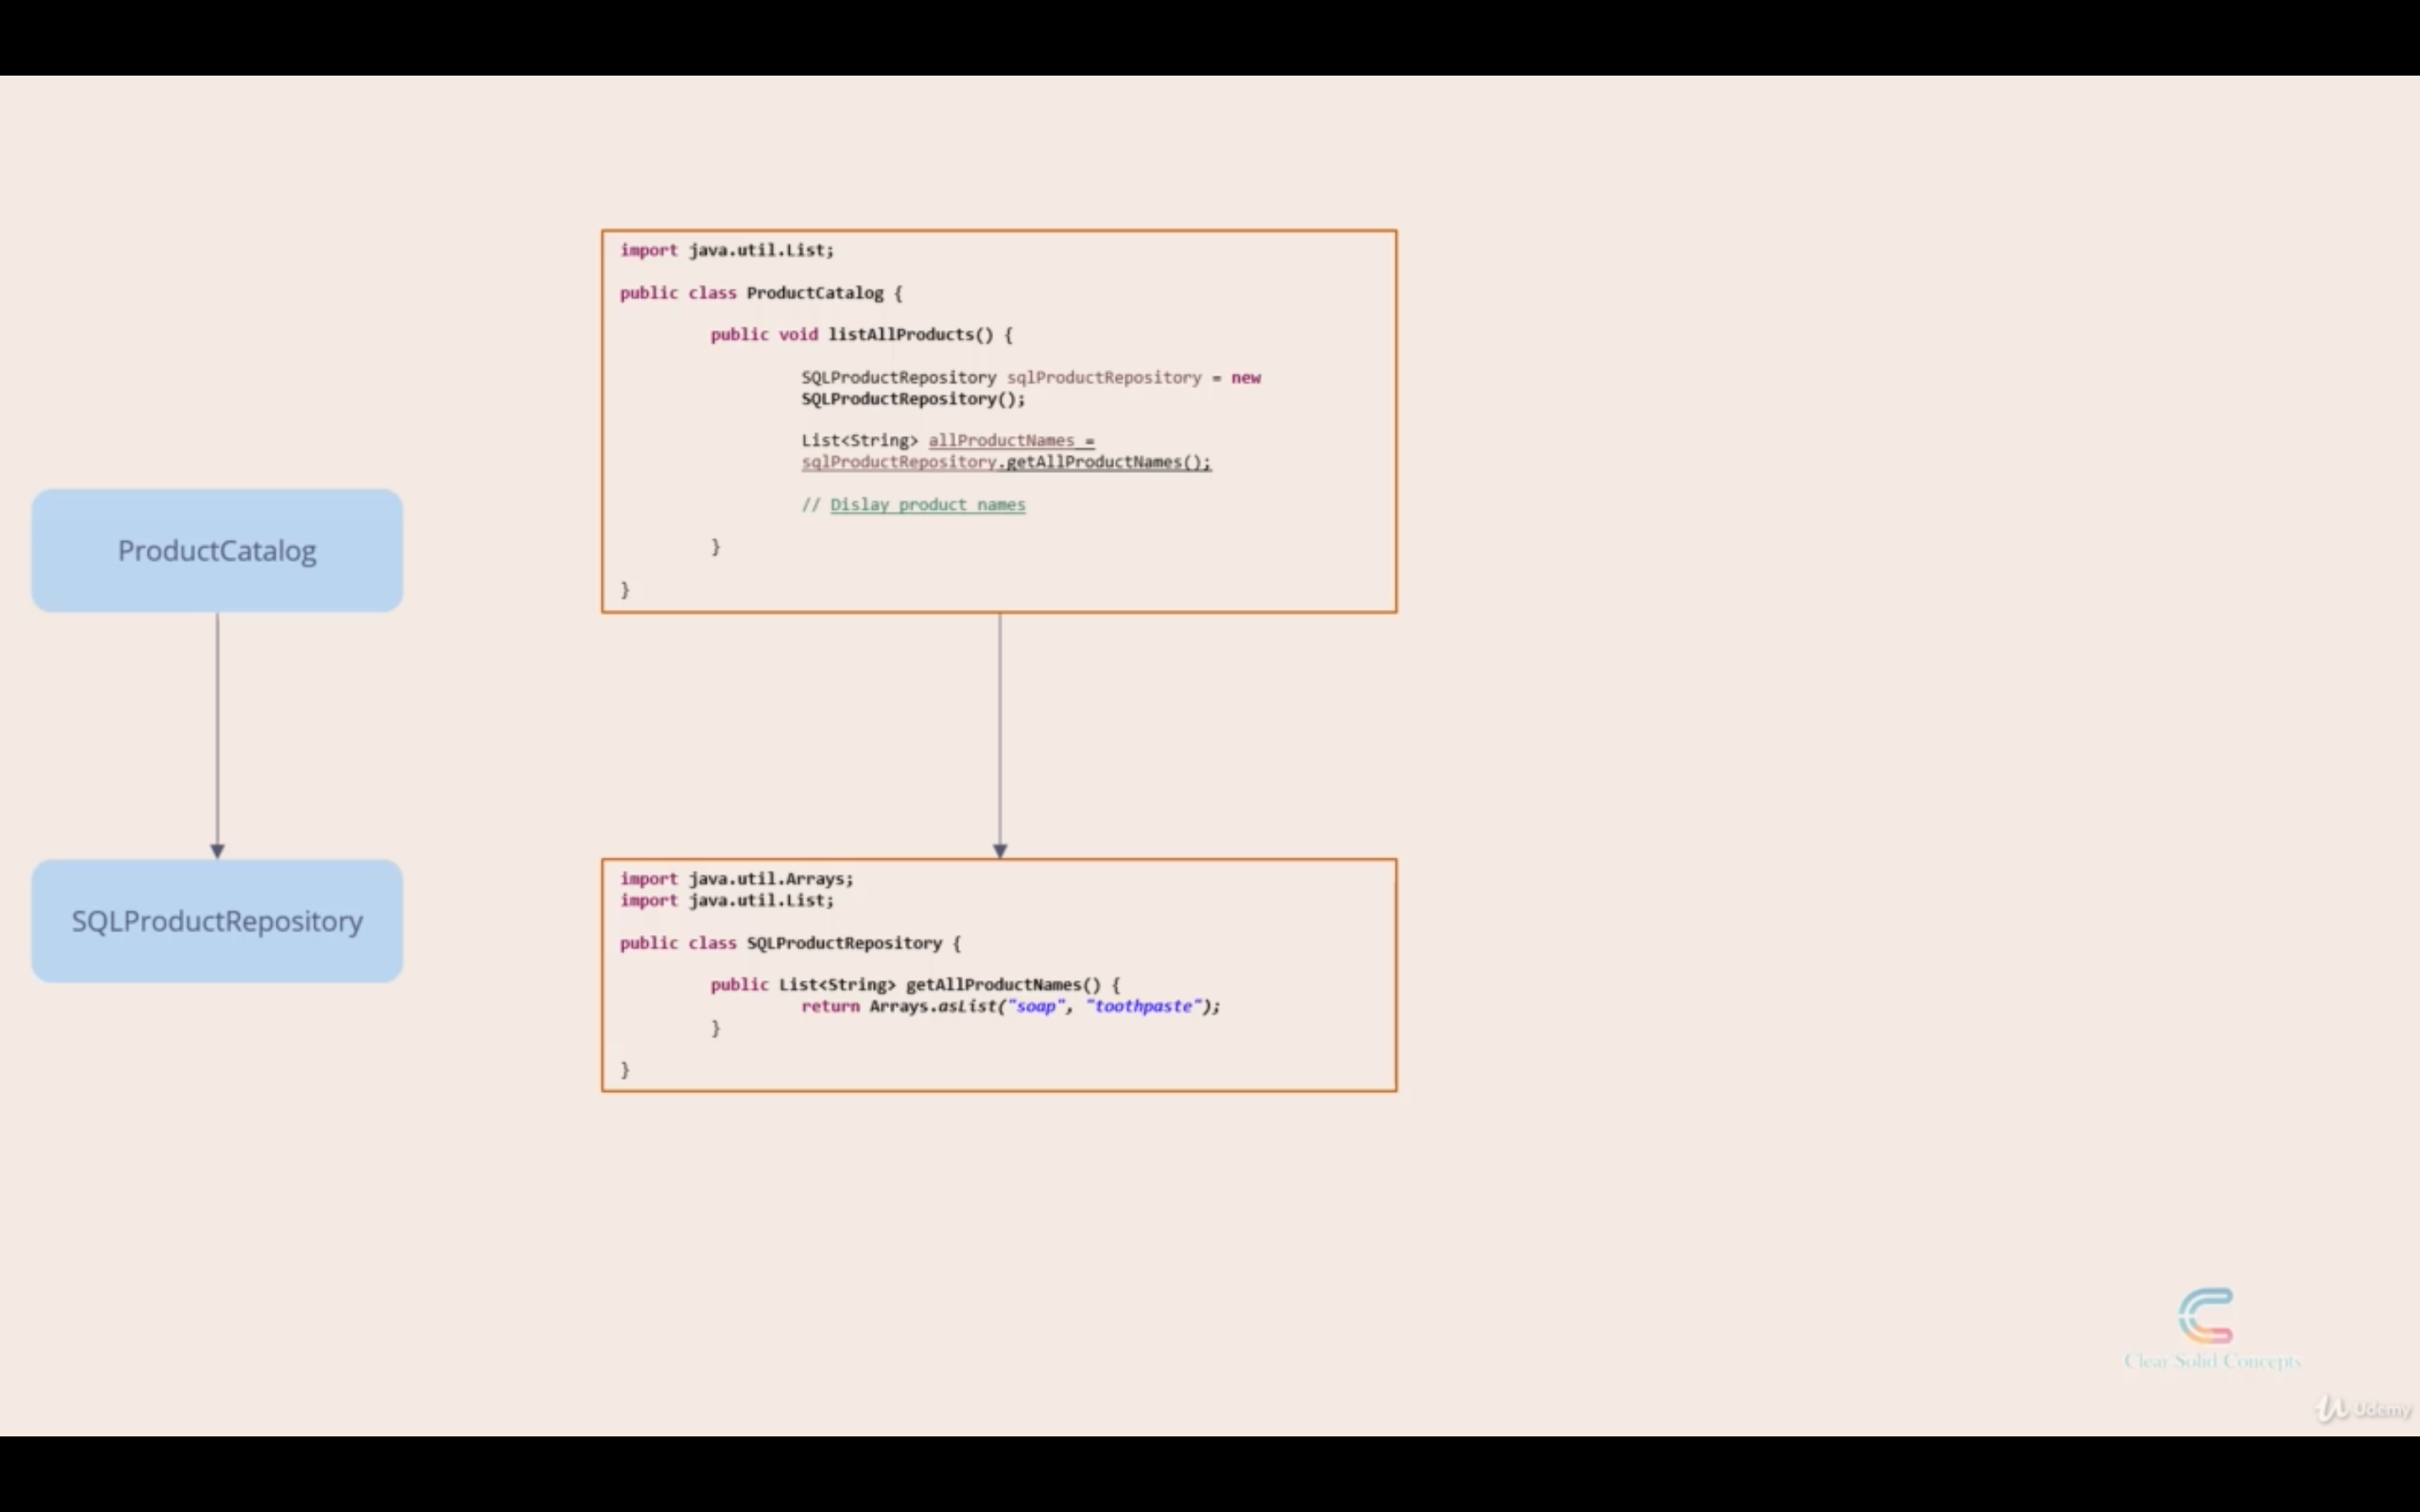 import java.util.List;
public class ProductCatalog {
public void listAllProducts() {
SQLProductRepository sqlProductRepository = new
SQLProductRepository();
List<String> allProductNames =
sqlProductRepository.getAllProductNames();
// Dislay product names
}
}
ProductCatalog
SQLProductRepository
import java.util.Arrays;
import java.util.List;
public class SQLProductRepository {
public List<String> getAllProductNames() {
return Arrays.asList("soap", "toothpaste");
}
}
Clear Solid Concepts
Udemy